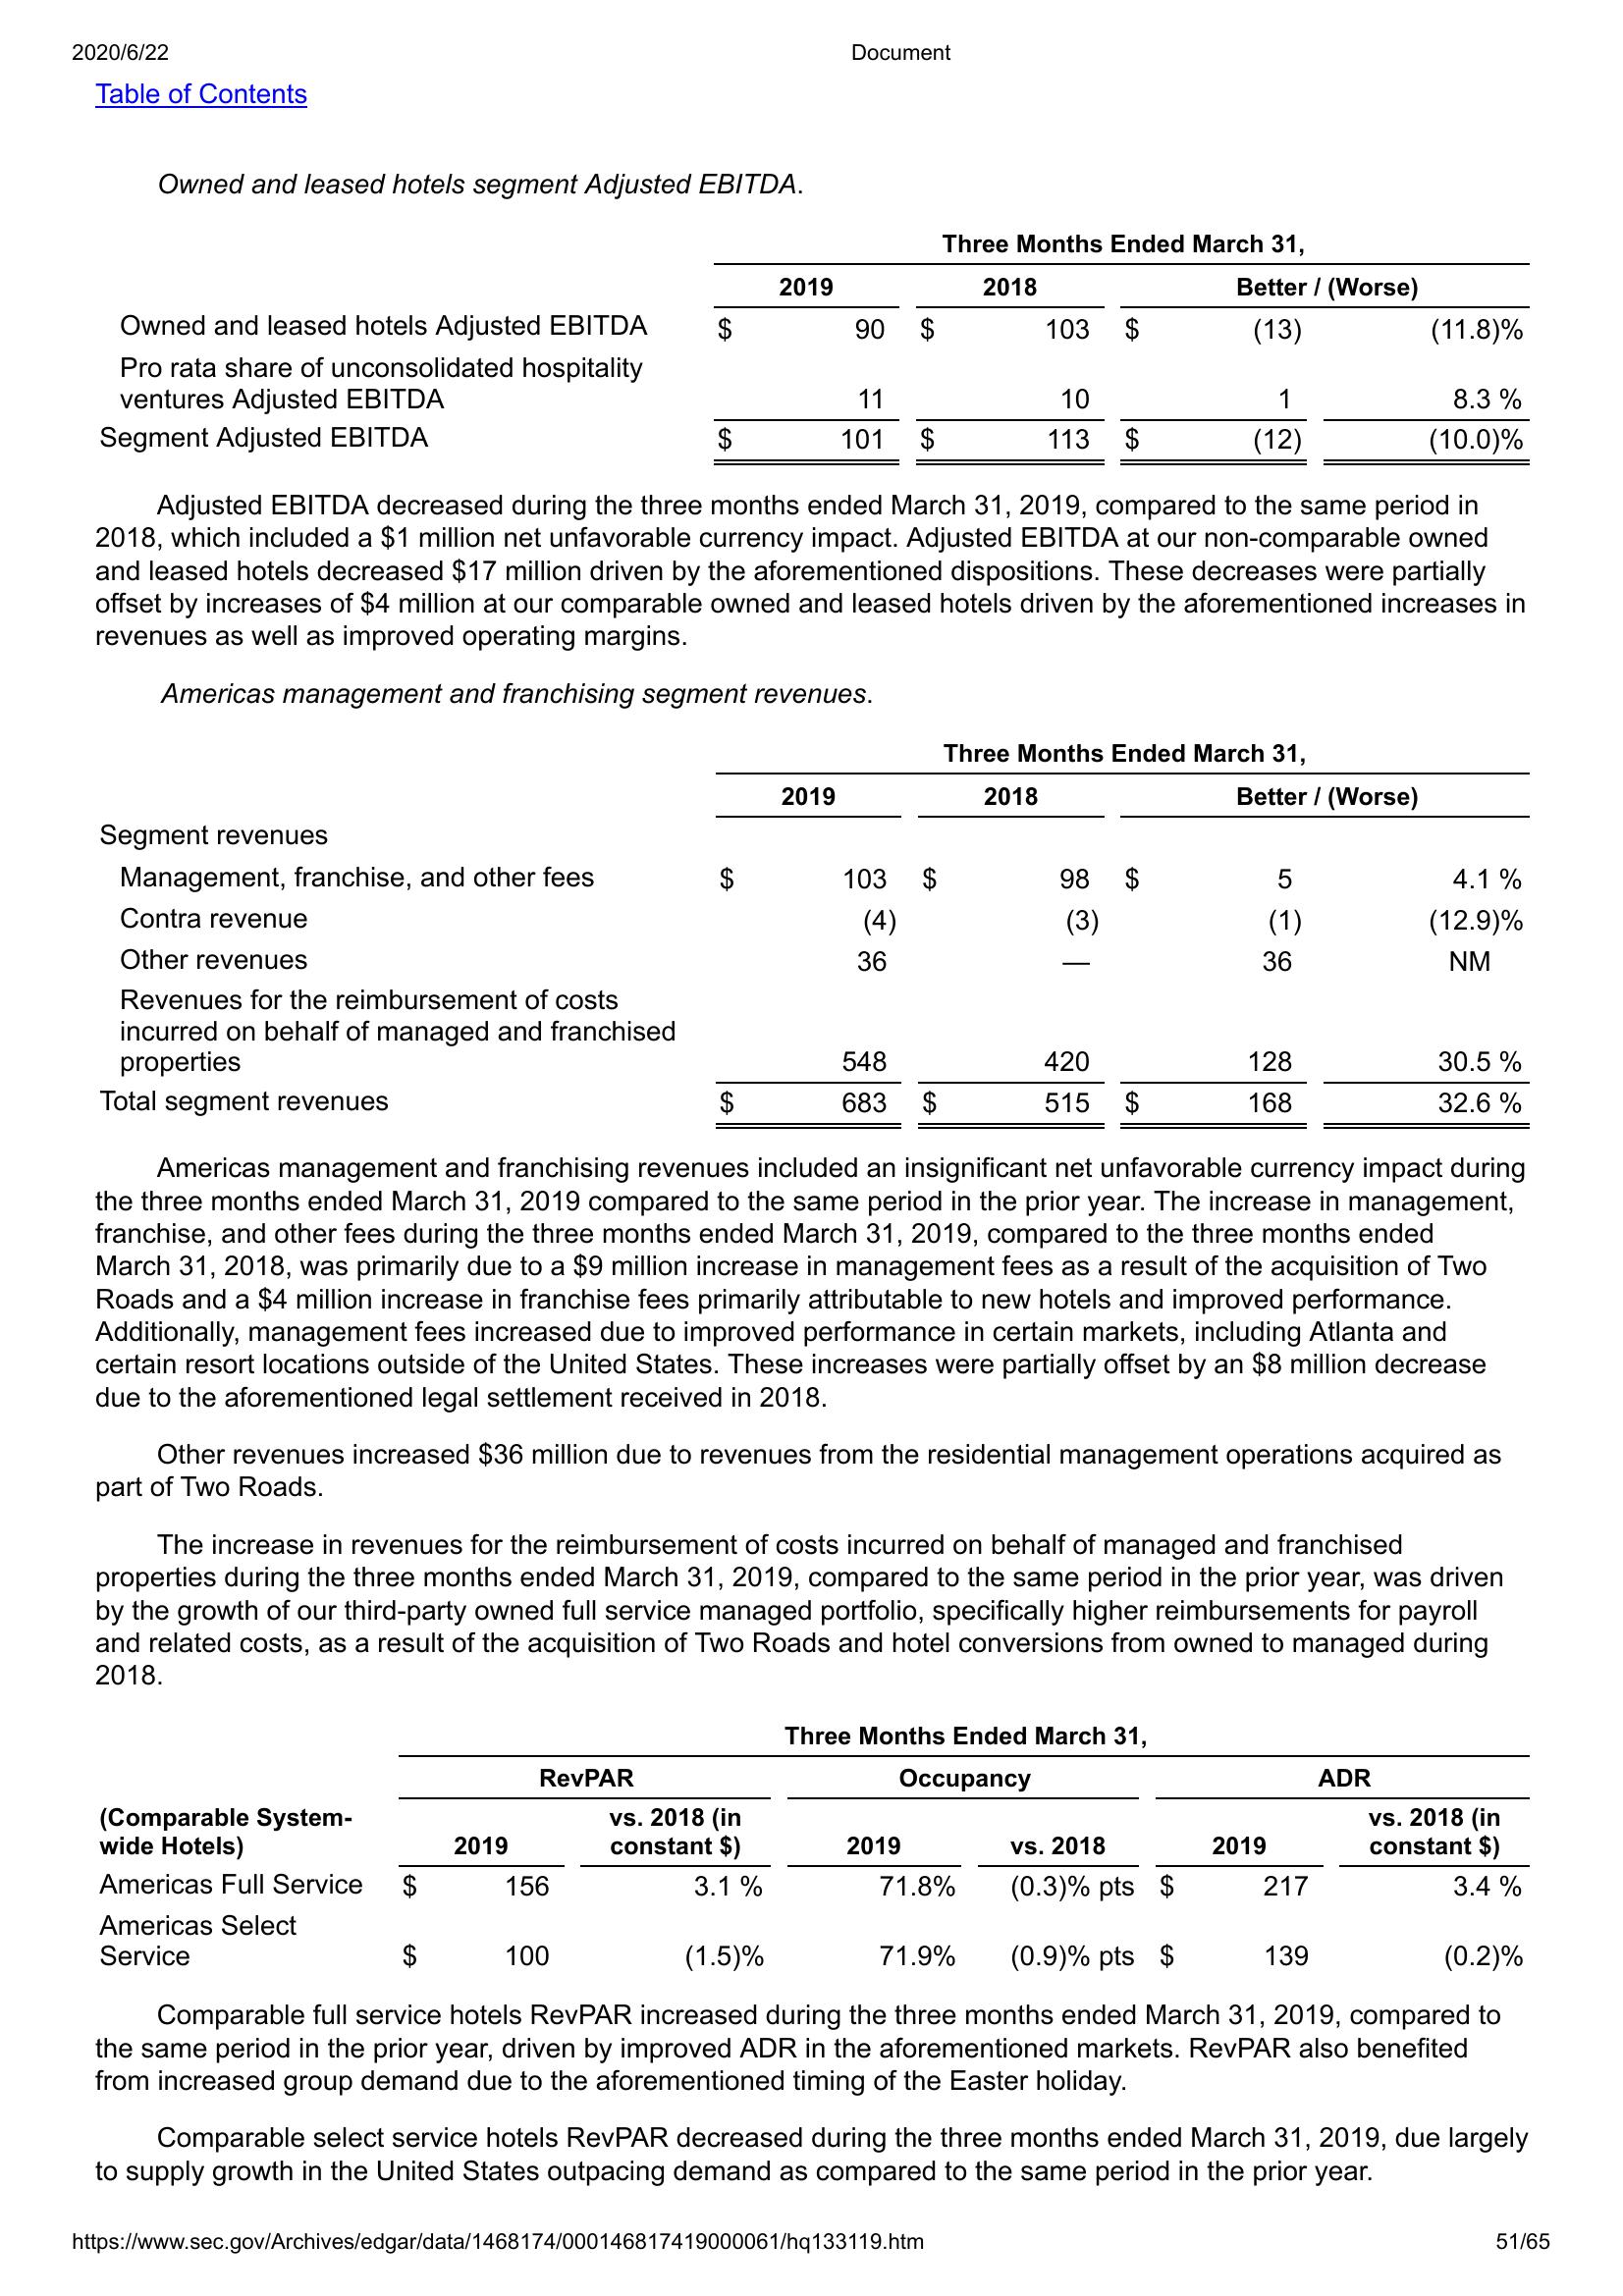 2020/6/22 Document
Table of Contents
Owned and leased hotels segment Adjusted EBITDA.
Three Months Ended March 31,
2019 2018 Better / (Worse)
Owned and leased hotels Adjusted EBITDA $ 90 $ 103 $ (13) (11.8)%
Pro rata share of unconsolidated hospitality
ventures Adjusted EBITDA 11 10 1 8.3 %
Segment Adjusted EBITDA $ 101 $ 113 $ (12) (10.0)%
Adjusted EBITDA decreased during the three months ended March 31, 2019, compared to the same period in
2018, which included a $1 million net unfavorable currency impact. Adjusted EBITDA at our non-comparable owned
and leased hotels decreased $17 million driven by the aforementioned dispositions. These decreases were partially
offset by increases of $4 million at our comparable owned and leased hotels driven by the aforementioned increases in
revenues as well as improved operating margins.
Americas management and franchising segment revenues.
Three Months Ended March 31,
2019 2018 Better / (Worse)
Segment revenues
Management, franchise, and other fees $ 103 $ 98 $ 5 4.1 %
Contra revenue (4) (3) (1) (12.9)%
Other revenues 36 — 36 NM
Revenues for the reimbursement of costs
incurred on behalf of managed and franchised
properties 548 420 128 30.5 %
Total segment revenues $ 683 $ 515 $ 168 32.6 %
Americas management and franchising revenues included an insignificant net unfavorable currency impact during
the three months ended March 31, 2019 compared to the same period in the prior year. The increase in management,
franchise, and other fees during the three months ended March 31, 2019, compared to the three months ended
March 31, 2018, was primarily due to a $9 million increase in management fees as a result of the acquisition of Two
Roads and a $4 million increase in franchise fees primarily attributable to new hotels and improved performance.
Additionally, management fees increased due to improved performance in certain markets, including Atlanta and
certain resort locations outside of the United States. These increases were partially offset by an $8 million decrease
due to the aforementioned legal settlement received in 2018.
Other revenues increased $36 million due to revenues from the residential management operations acquired as
part of Two Roads.
The increase in revenues for the reimbursement of costs incurred on behalf of managed and franchised
properties during the three months ended March 31, 2019, compared to the same period in the prior year, was driven
by the growth of our third-party owned full service managed portfolio, specifically higher reimbursements for payroll
and related costs, as a result of the acquisition of Two Roads and hotel conversions from owned to managed during
2018.
Three Months Ended March 31,
RevPAR Occupancy ADR
(Comparable System- vs. 2018 (in vs. 2018 (in
wide Hotels) 2019 constant $) 2019 vs. 2018 2019 constant $)
Americas Full Service $ 156 3.1 % 71.8% (0.3)% pts $ 217 3.4 %
Americas Select
Service $ 100 (1.5)% 71.9% (0.9)% pts $ 139 (0.2)%
Comparable full service hotels RevPAR increased during the three months ended March 31, 2019, compared to
the same period in the prior year, driven by improved ADR in the aforementioned markets. RevPAR also benefited
from increased group demand due to the aforementioned timing of the Easter holiday.
Comparable select service hotels RevPAR decreased during the three months ended March 31, 2019, due largely
to supply growth in the United States outpacing demand as compared to the same period in the prior year.
https://www.sec.gov/Archives/edgar/data/1468174/000146817419000061/hq133119.htm 51/65